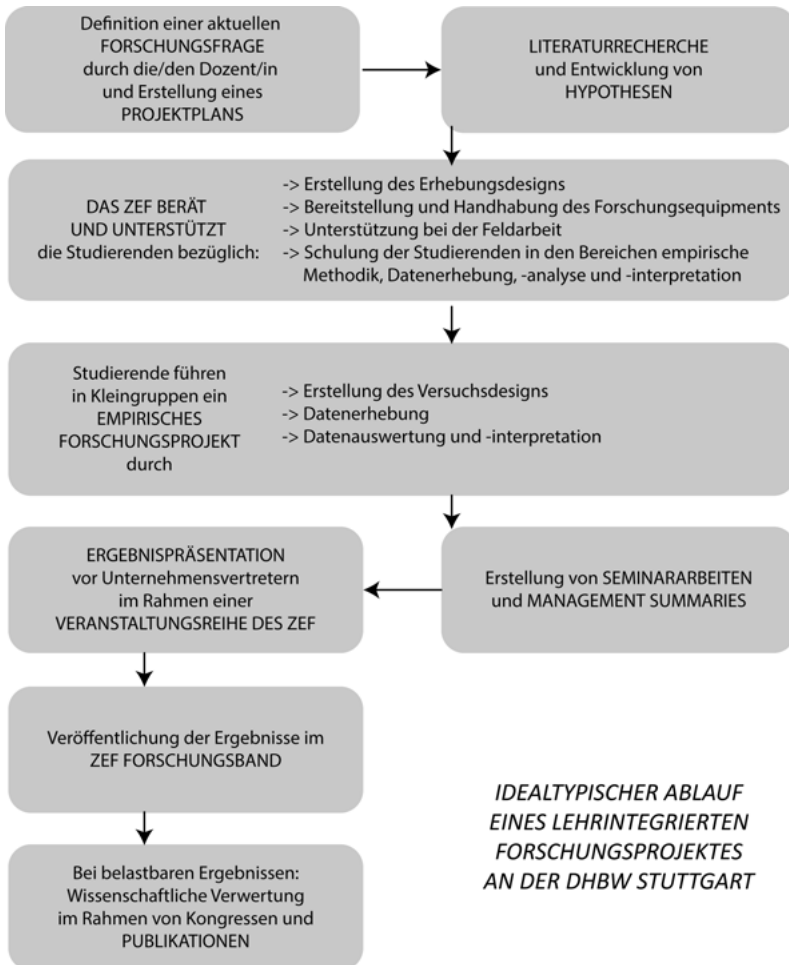 Definition einer aktuellen
FORSCHUNGSFRAGE
durch die/den Dozent/in
und Erstellung eines
PROJEKTPLANS
LITERATURRECHERCHE
und Entwicklung von
HYPOTHESEN
DAS ZEF BERÄT
UND UNTERSTÜTZT
die Studierenden bezüglich:
-> Erstellung des Erhebungsdesigns
-> Bereitstellung und Handhabung des Forschungsequipments
-> Unterstützung bei der Feldarbeit
-> Schulung der Studierenden in den Bereichen empirische
Methodik, Datenerhebung, -analyse und -interpretation
Studierende führen
in Kleingruppen ein
EMPIRISCHES
FORSCHUNGSPROJEKT
durch
-> Erstellung des Versuchsdesigns
-> Datenerhebung
-> Datenauswertung und -interpretation
Erstellung von SEMINARARBEITEN
und MANAGEMENT SUMMARIES
ERGEBNISPRÄSENTATION
vor Unternehmensvertretern
im Rahmen einer
VERANSTALTUNGSREIHE DES ZEF
Veröffentlichung der Ergebnisse im
ZEF FORSCHUNGSBAND
Bei belastbaren Ergebnissen:
Wissenschaftliche Verwertung
im Rahmen von Kongressen und
PUBLIKATIONEN
IDEALTYPISCHER ABLAUF
EINES LEHRINTEGRIERTEN
FORSCHUNGSPROJEKTES
AN DER DHBW STUTTGART